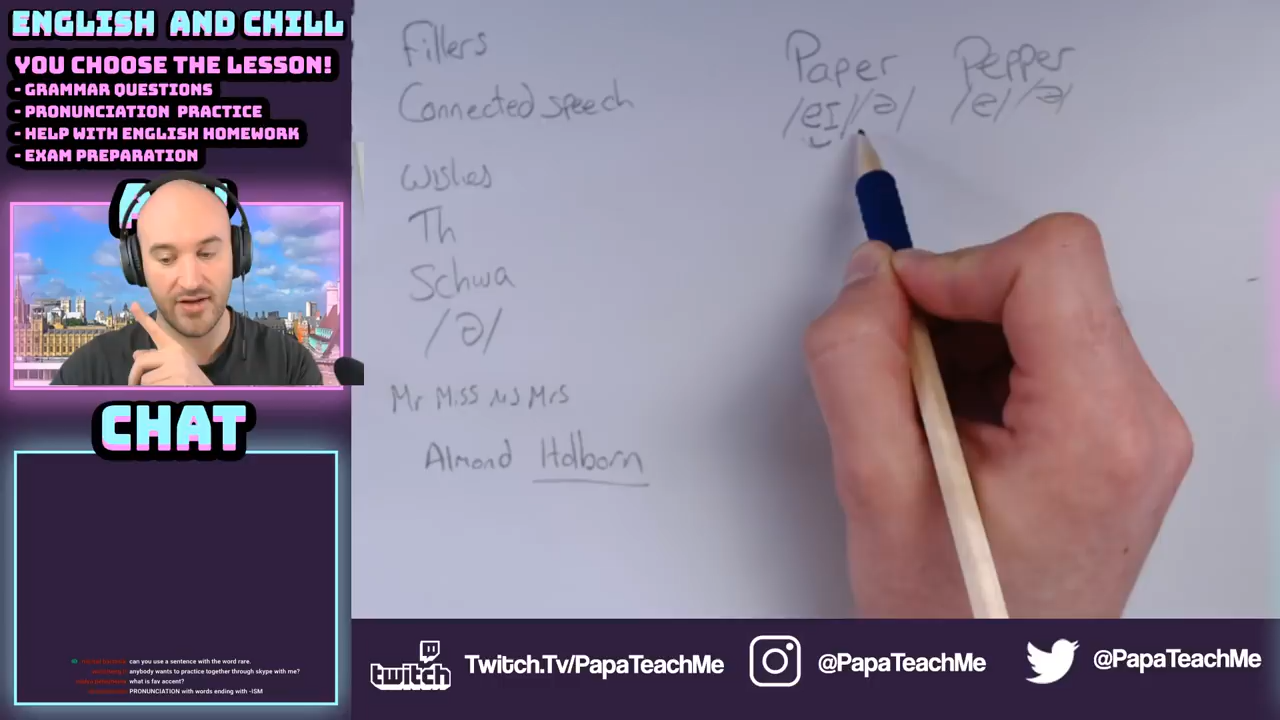 ENGLISH AND CHILL
YOU CHOOSE THE LESSON!
- GRAMMAR QUESTIONS
- PRONUNCIATION PRACTICE
- HELP WITH ENGLISH HOMEWORK
- EXAM PREPARATION
CHAT
can you use a sentence with the word rare.
anybody wants to practice together through skype with me?
what is fav accent?
PRONUNCIATION with words ending with -ISM
Fillers
Connected speech
Wishes
Th
Schwa
/ə/
Mr Miss Ms Mrs
Almond Holborn
Paper Pepper
/eɪ/ /ə/ /e/ /ə/
twitch
Twitch.Tv/PapaTeachMe
@PapaTeachMe
@PapaTeachMe